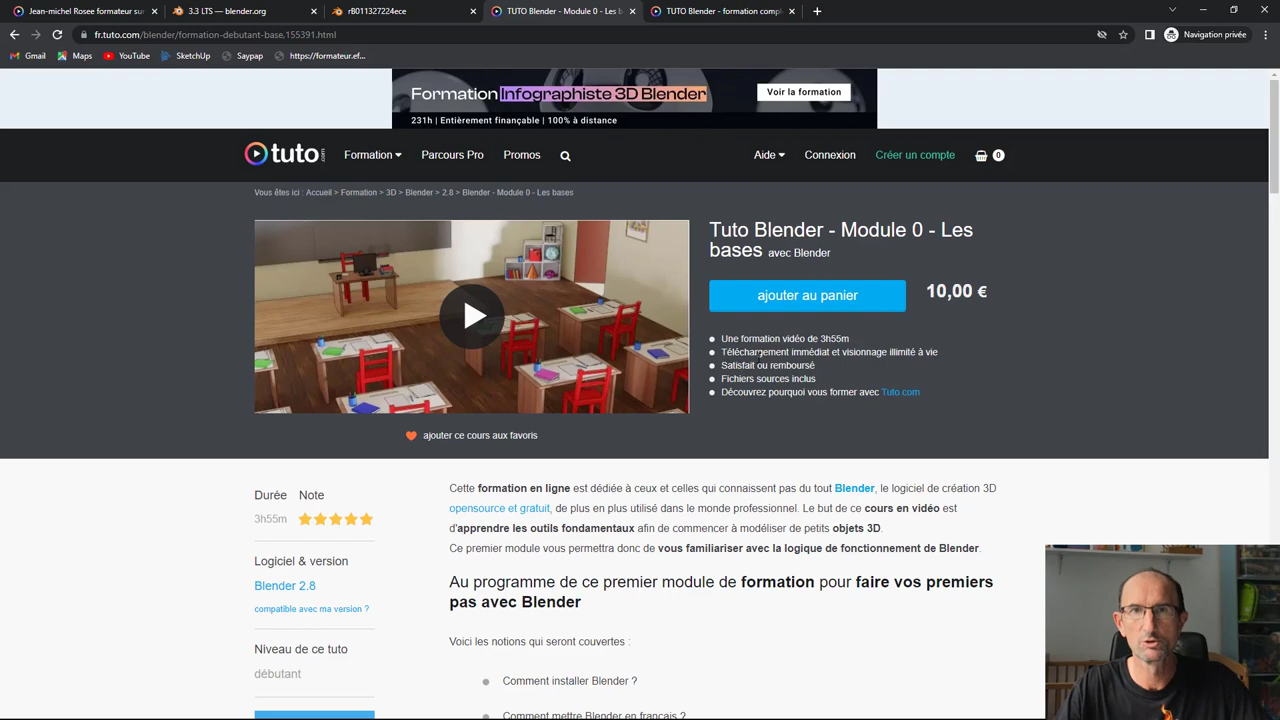 Jean-michel Rosee formateur su
3.3 LTS — blender.org
rB011327224ece
TUTO Blender - Module 0 - Les b
TUTO Blender - formation compl
fr.tuto.com/blender/formation-debutant-base,155391.html
Navigation privée
Gmail
Maps
YouTube
SketchUp
Saypap
https://formateur.ef...
Formation Infographiste 3D Blender
231h | Entièrement finançable | 100% à distance
Voir la formation
tuto.com
Formation
Parcours Pro
Promos
Aide
Connexion
Créer un compte
0
Vous êtes ici : Accueil > Formation > 3D > Blender > 2.8 > Blender - Module 0 - Les bases
Tuto Blender - Module 0 - Les
bases avec Blender
ajouter au panier
10,00 €
Une formation vidéo de 3h55m
Téléchargement immédiat et visionnage illimité à vie
Satisfait ou remboursé
Fichiers sources inclus
Découvrez pourquoi vous former avec Tuto com
ajouter ce cours aux favoris
Durée Note
3h55m
Logiciel & version
Blender 2.8
compatible avec ma version ?
Niveau de ce tuto
débutant
Cette formation en ligne est dédiée à ceux et celles qui connaissent pas du tout Blender, le logiciel de création 3D
opensource et gratuit, de plus en plus utilisé dans le monde professionnel. Le but de ce cours en vidéo est
d'apprendre les outils fondamentaux afin de commencer à modéliser de petits objets 3D.
Ce premier module vous permettra donc de vous familiariser avec la logique de fonctionnement de Blender.
Au programme de ce premier module de formation pour faire vos premiers
pas avec Blender
Voici les notions qui seront couvertes :
Comment installer Blender ?
Comment mettre Blender en français ?